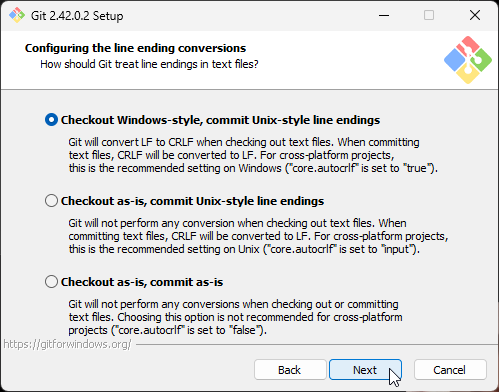 Git 2.42.0.2 Setup
Configuring the line ending conversions
How should Git treat line endings in text files?
Checkout Windows-style, commit Unix-style line endings
Git will convert LF to CRLF when checking out text files. When committing
text files, CRLF will be converted to LF. For cross-platform projects,
this is the recommended setting on Windows ("core.autocrlf" is set to "true").
Checkout as-is, commit Unix-style line endings
Git will not perform any conversion when checking out text files. When
committing text files, CRLF will be converted to LF. For cross-platform projects,
this is the recommended setting on Unix ("core.autocrlf" is set to "input").
Checkout as-is, commit as-is
Git will not perform any conversions when checking out or committing
text files. Choosing this option is not recommended for cross-platform
projects ("core.autocrlf" is set to "false").
https://gitforwindows.org/
Back
Next
Cancel